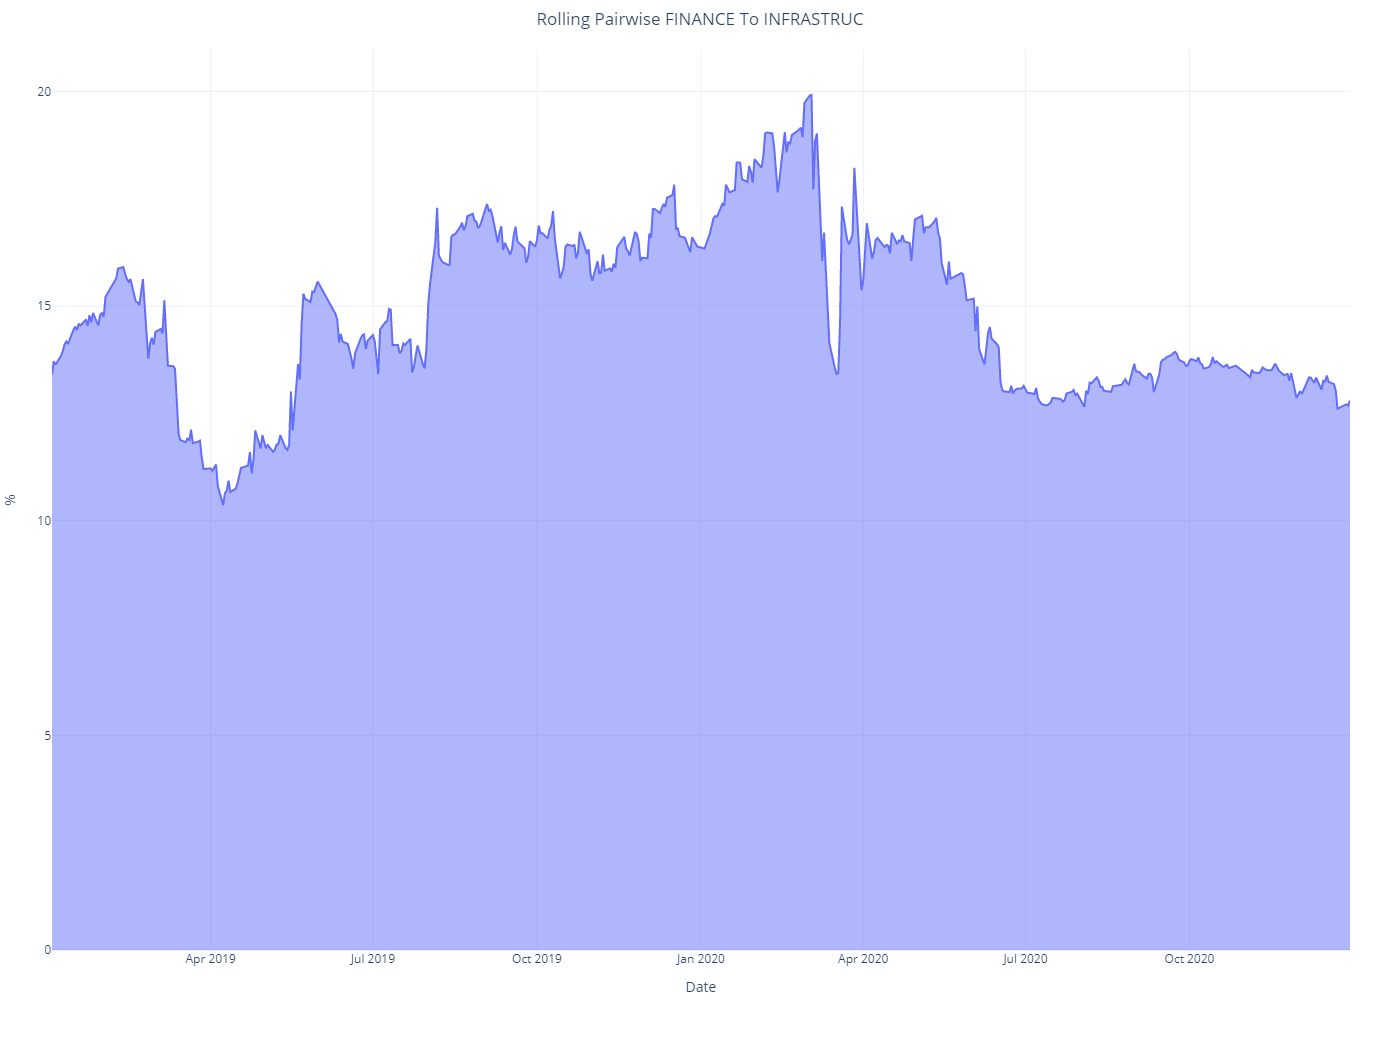 Rolling Pairwise FINANCE To INFRASTRUC
20
15
10
5
0
%
Apr 2019
Jul 2019
Oct 2019
Jan 2020
Apr 2020
Jul 2020
Oct 2020
Date